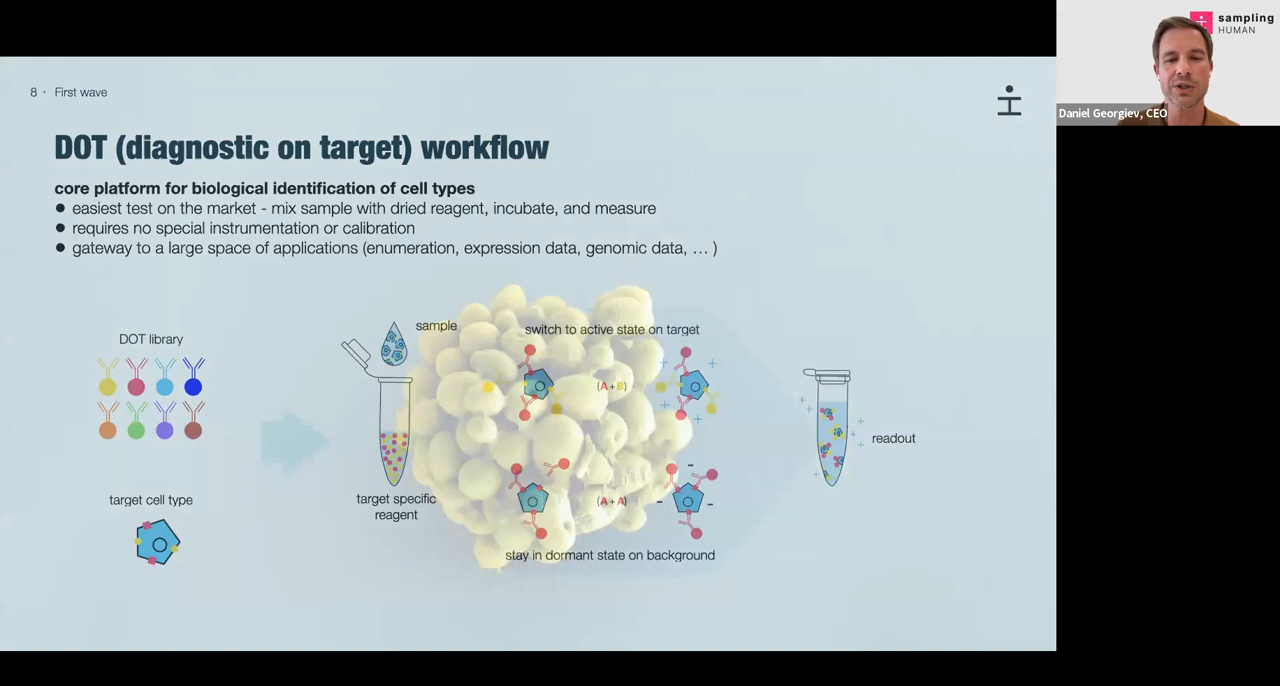 8 · First wave
DOT (diagnostic on target) workflow
core platform for biological identification of cell types
● easiest test on the market - mix sample with dried reagent, incubate, and measure
● requires no special instrumentation or calibration
● gateway to a large space of applications (enumeration, expression data, genomic data, … )
DOT library
target cell type
sample
target specific
reagent
switch to active state on target
(A + B)
(A + A)
stay in dormant state on background
readout
sampling
HUMAN
Daniel Georgiev, CEO